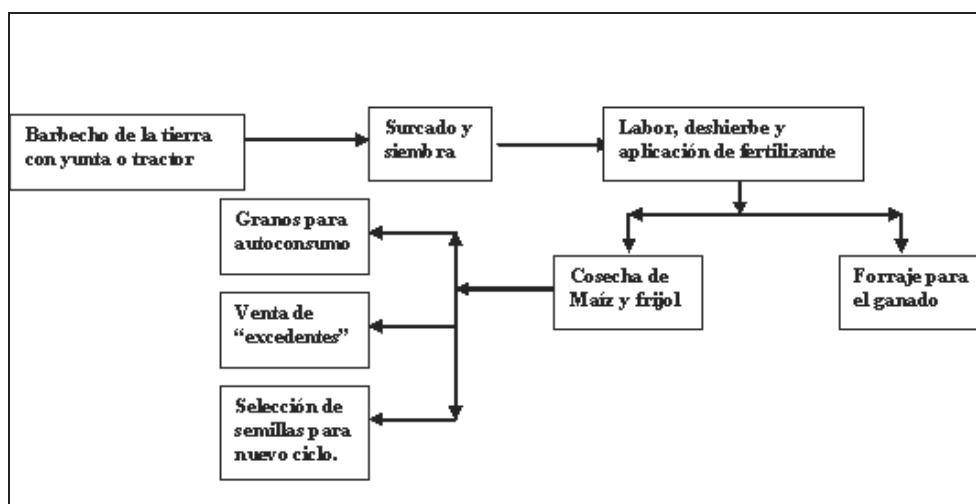 Barbecho de la tierra
con yunta o tractor
Surcado y
siembra
Labor, deshierbe y
aplicación de fertilizante
Granos para
autoconsumo
Cosecha de
Maíz y frijol
Forraje para
el ganado
Venta de
“excedentes”
Selección de
semillas para
nuevo ciclo.